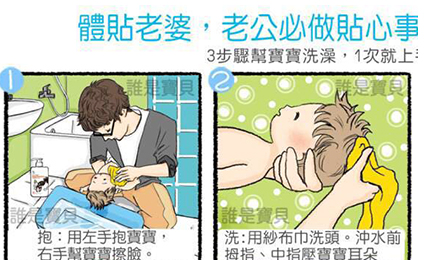 體貼老婆，老公必做貼心事
3步驟幫寶寶洗澡，1次就上
1
誰是寶貝
誰是寶貝
抱：用左手抱寶寶，
右手幫寶寶擦臉。
2
誰是寶貝
誰是寶貝
洗:用紗布巾洗頭。沖水前
拇指、中指壓寶寶耳朵